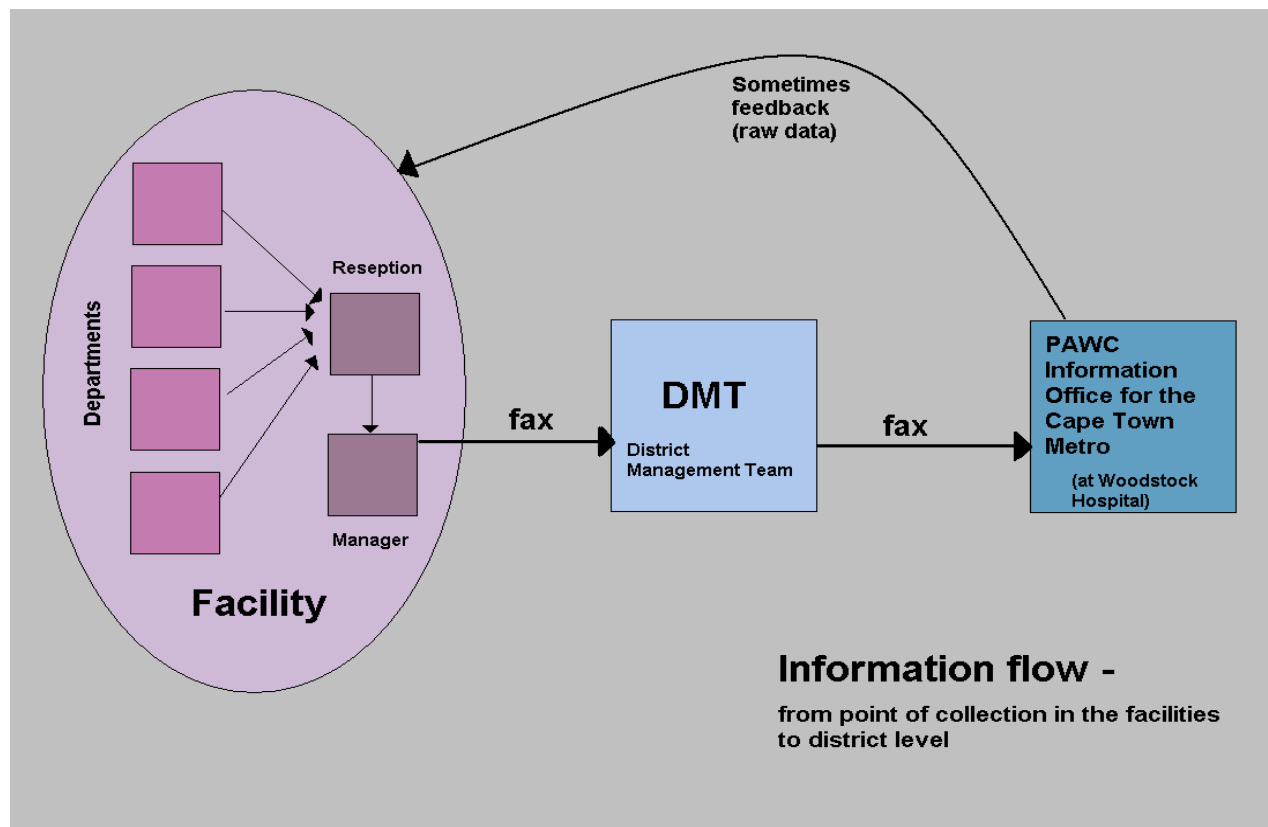 Sometimes
feedback
(raw data)
Reseption
Departments
Manager
Facility
fax
DMT
District
Management Team
fax
PAWC
Information
Office for the
Cape Town
Metro
(at Woodstock
Hospital)
Information flow -
from point of collection in the facilities
to district level